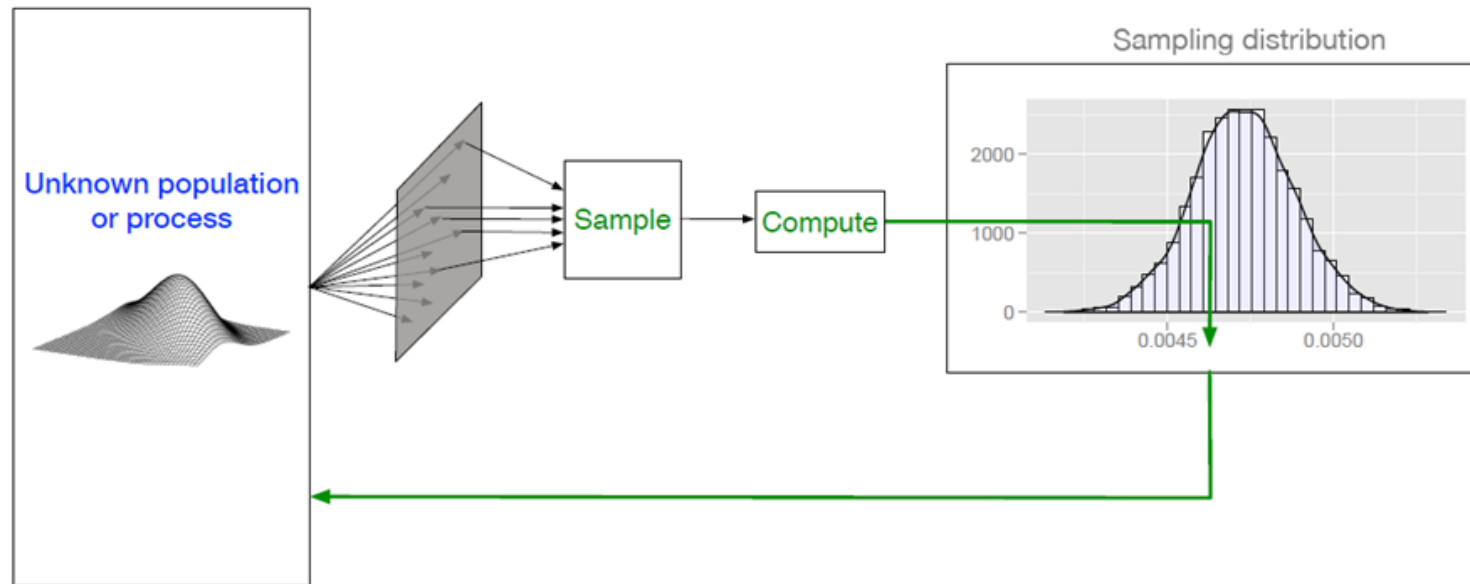 Sampling distribution
Unknown population
or process
Sample
Compute
2000
1000
0
0.0045
0.0050